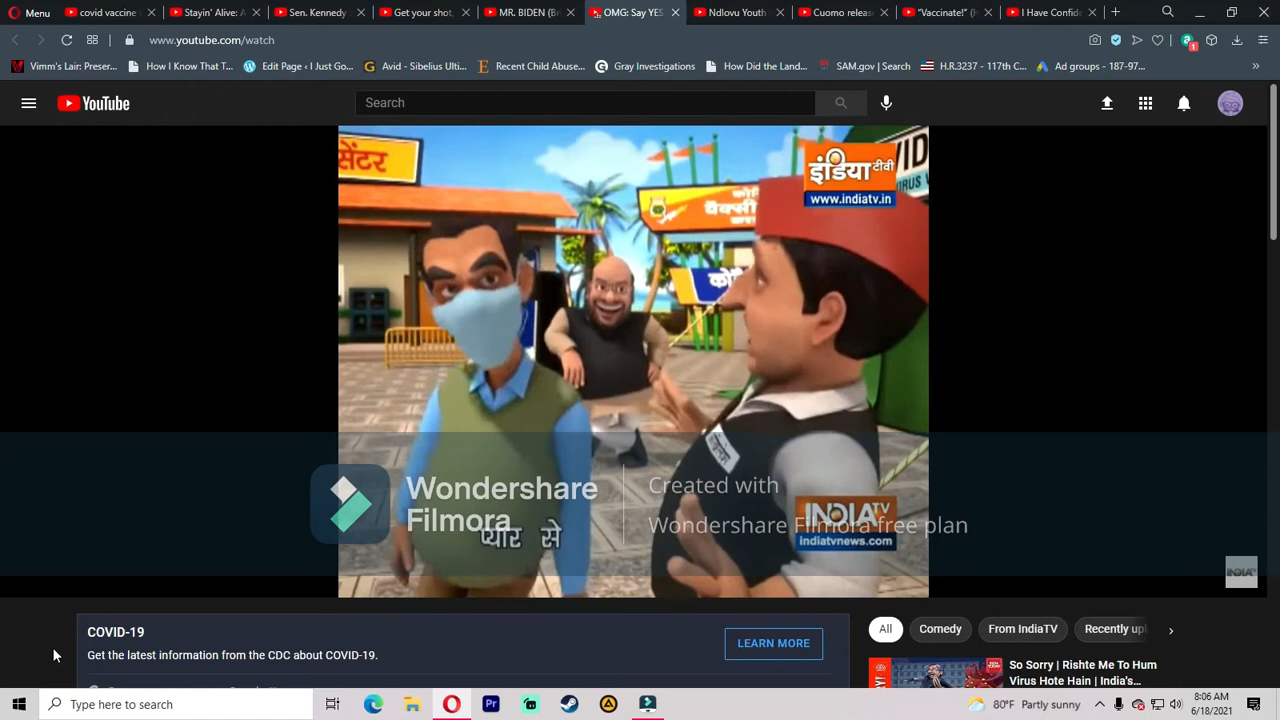 Menu
covid vaccine
Stayin' Alive: A
Sen. Kennedy
Get your shot,
MR. BIDEN (B
OMG: Say YES
Ndlovu Youth
Cuomo releas
"Vaccinate!" (H
I Have Confid
www.youtube.com/watch
Vimm's Lair: Preser...
How I Know That T...
Edit Page ‹ I Just Go...
Avid - Sibelius Ulti...
Recent Child Abuse...
Gray Investigations
How Did the Land...
SAM.gov | Search
H.R.3237 - 117th C...
Ad groups - 187-97...
YouTube
Search
सेंटर
इंडिया टीवी
www.indiatv.in
Wondershare
Filmora
Created with
Wondershare Filmora free plan
प्यार से
INDIA TV
indiatvnews.com
COVID-19
Get the latest information from the CDC about COVID-19.
LEARN MORE
All
Comedy
From IndiaTV
Recently upl
So Sorry | Rishte Me To Hum
Virus Hote Hain | India's...
Type here to search
80°F Partly sunny
8:06 AM
6/18/2021